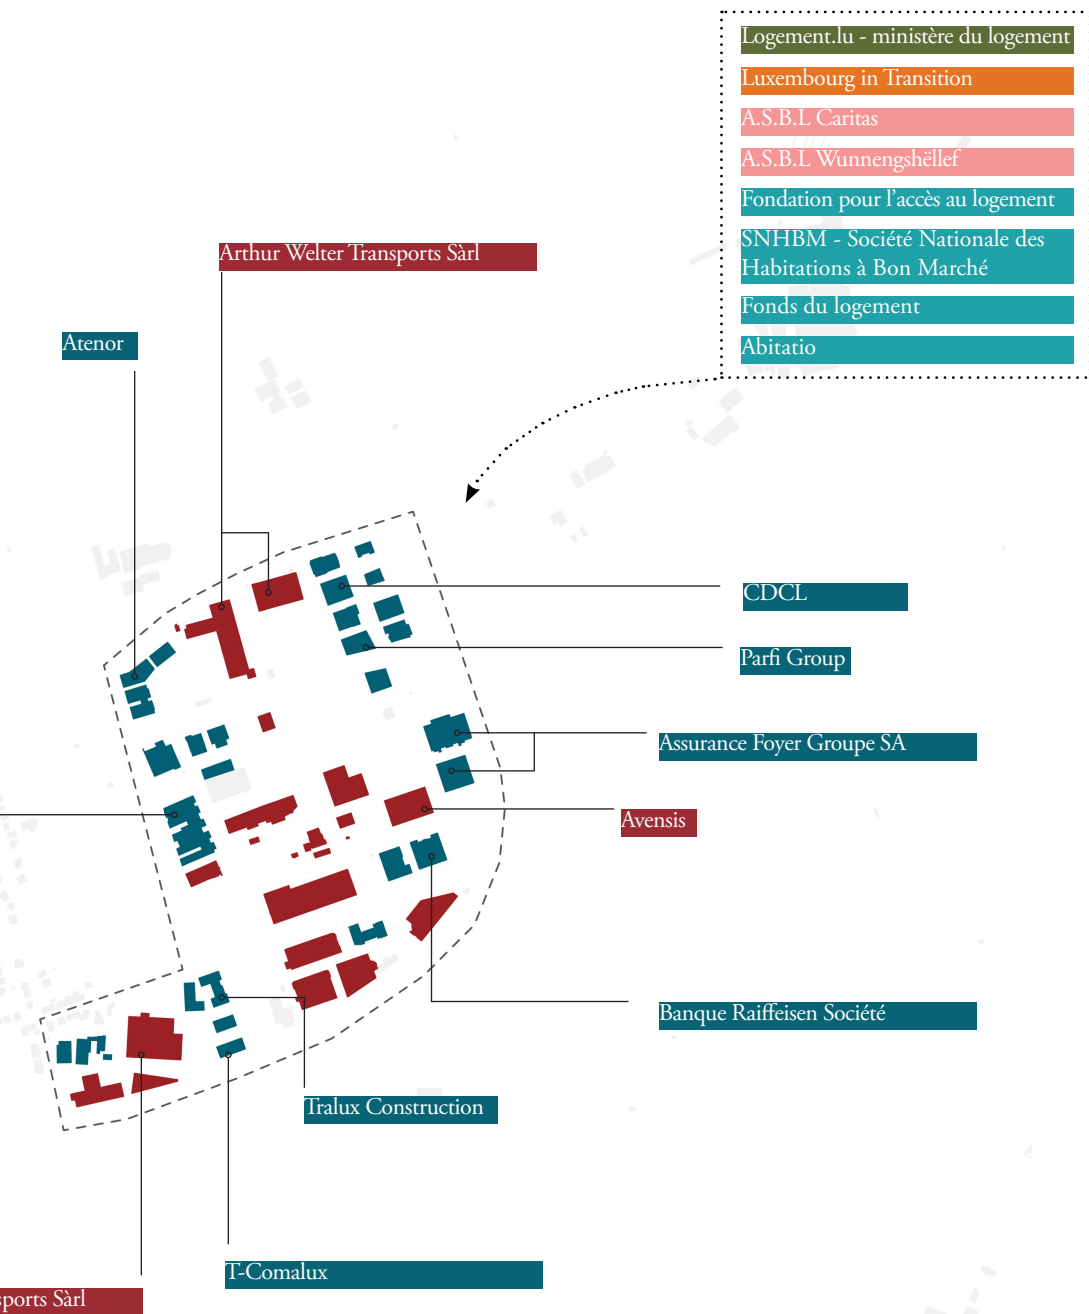 Logement.lu - ministère du logement
Luxembourg in Transition
A.S.B.L Caritas
A.S.B.L Wunnengshëllef
Fondation pour l'accès au logement
SNHBM - Société Nationale des
Habitations à Bon Marché
Fonds du logement
Abitatio
Arthur Welter Transports Sàrl
Atenor
CDCL
Parfi Group
Assurance Foyer Groupe SA
Avensis
Banque Raiffeisen Société
Tralux Construction
T-Comalux
sports Sàrl